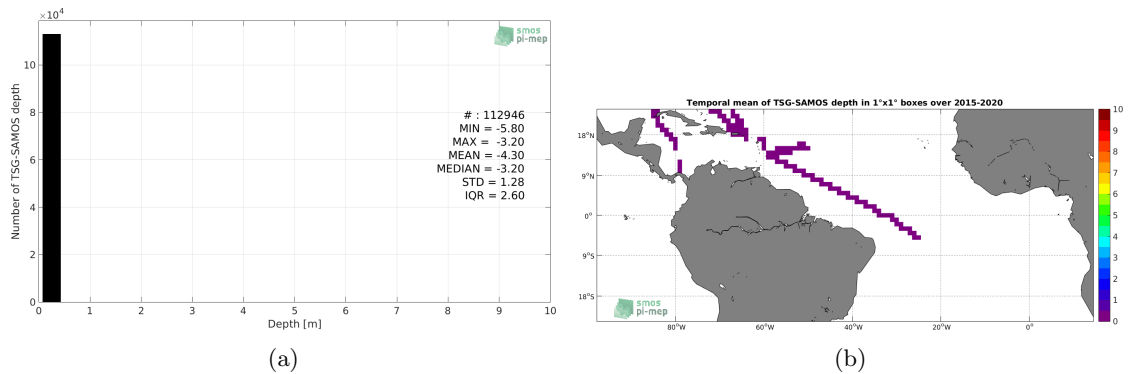 ×10⁴
smos
pi-mep
10
8
6
4
2
0
Number of TSG-SAMOS depth
# : 112946
MIN = -5.80
MAX = -3.20
MEAN = -4.30
MEDIAN = -3.20
STD = 1.28
IQR = 2.60
0 1 2 3 4 5 6 7 8 9 10
Depth [m]
(a)
Temporal mean of TSG-SAMOS depth in 1°x1° boxes over 2015-2020
18°N
9°N
0°
9°S
18°S
80°W 60°W 40°W 20°W 0°
10
9
8
7
6
5
4
3
2
1
0
smos
pi-mep
(b)